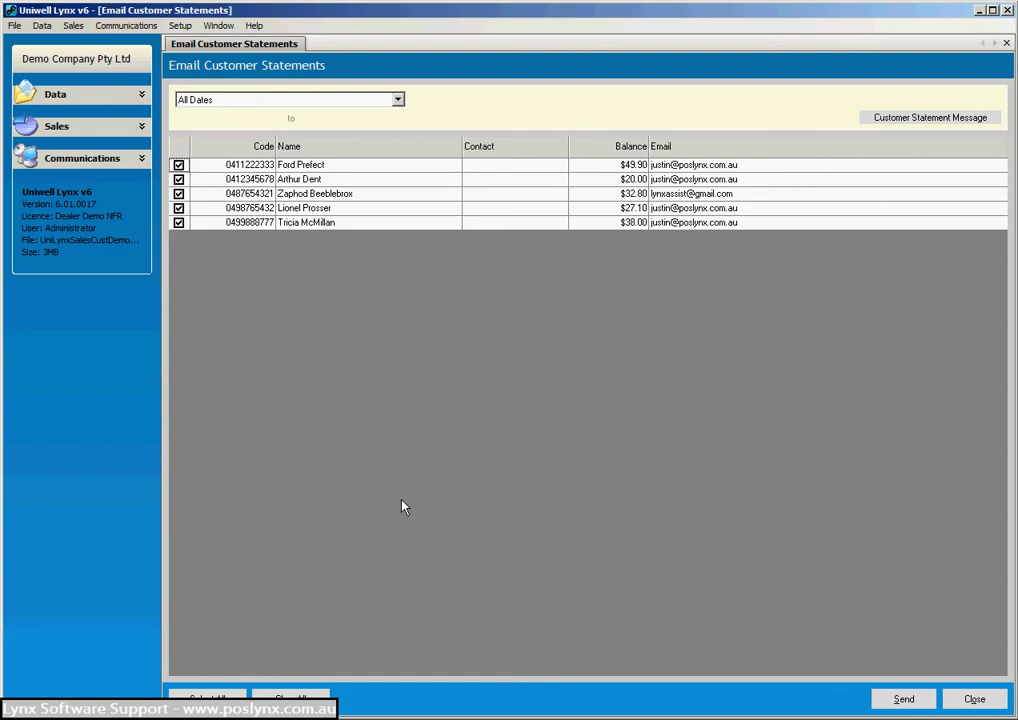 Uniwell Lynx v6 - [Email Customer Statements]
File Data Sales Communications Setup Window Help
Demo Company Pty Ltd
Data
Sales
Communications
Uniwell Lynx v6
Version: 6.01.0017
Licence: Dealer Demo NFR
User: Administrator
File: UniLynxSalesCustDemo...
Size: 3MB
Email Customer Statements
Email Customer Statements
All Dates
to
Customer Statement Message
Code Name Contact Balance Email
0411222333 Ford Prefect $49.90 justin@poslynx.com.au
0412345678 Arthur Dent $20.00 justin@poslynx.com.au
0487654321 Zaphod Beeblebrox $32.80 lynxassist@gmail.com
0498765432 Lionel Prosser $27.10 justin@poslynx.com.au
0499888777 Tricia McMillan $38.00 justin@poslynx.com.au
Select All Clear All Send Close
Lynx Software Support - www.poslynx.com.au